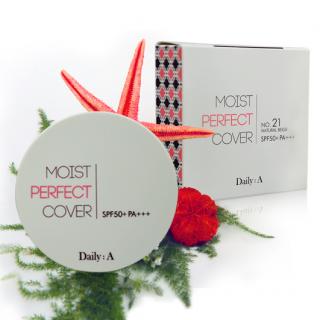 MOIST
PERFECT
COVER
SPF50+ PA+++
Daily : A
MOIST
PERFECT
COVER
NO. 21
NATURAL BEIGE
SPF50+ PA+++
Daily : A